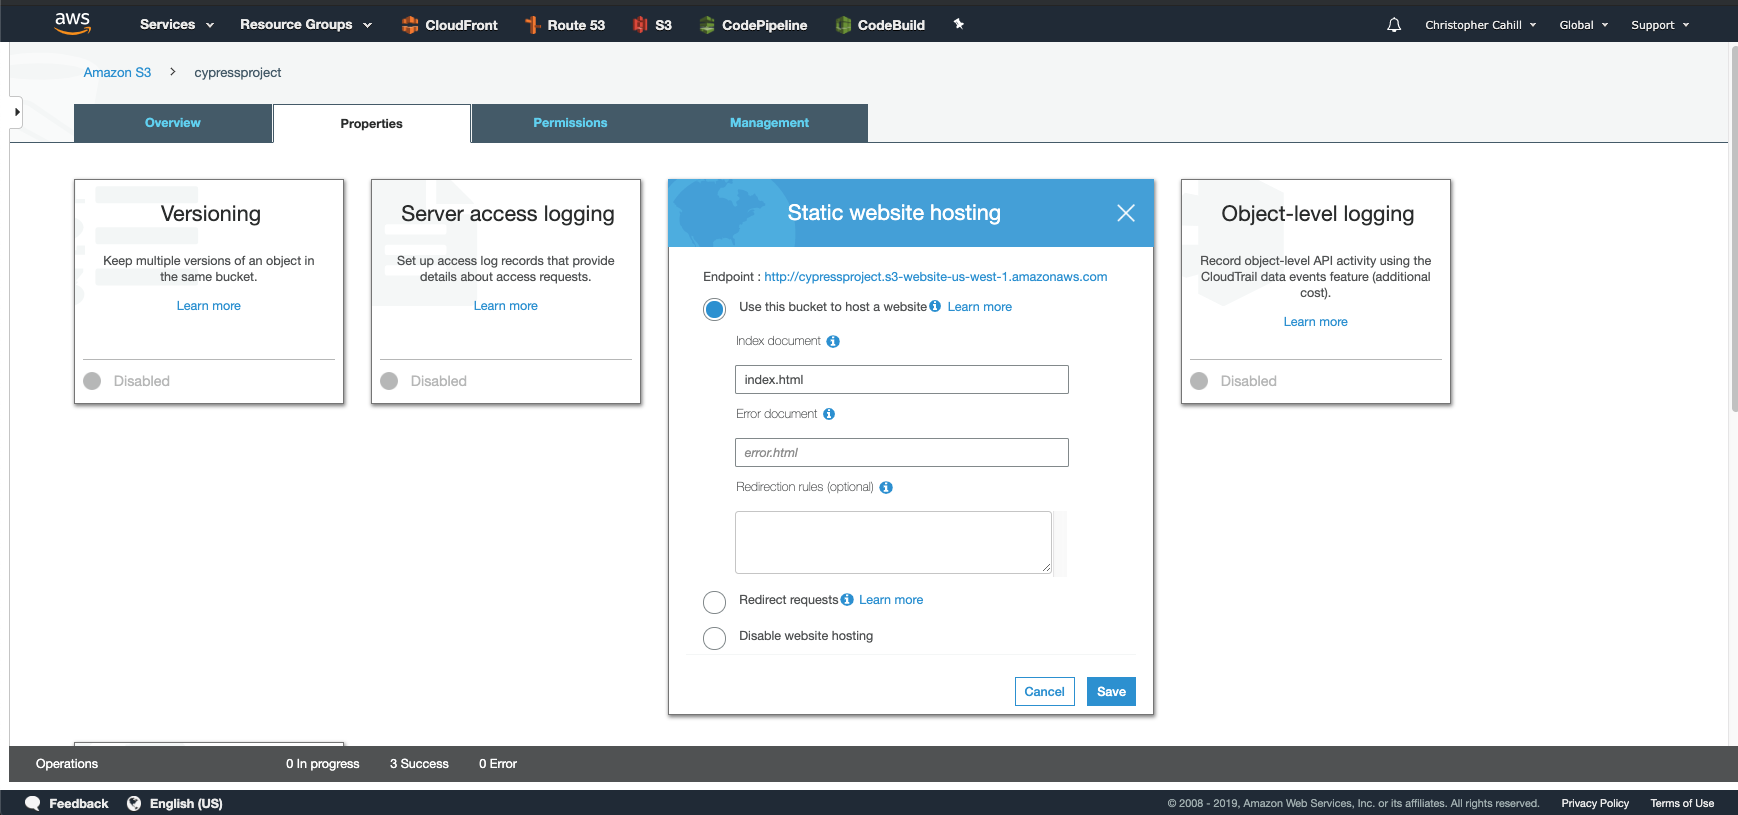 aws Services Resource Groups CloudFront Route 53 S3 CodePipeline CodeBuild Christopher Cahill Global Support
Amazon S3 > cypressproject
Overview Properties Permissions Management
Versioning
Keep multiple versions of an object in
the same bucket.
Learn more
Disabled
Server access logging
Set up access log records that provide
details about access requests.
Learn more
Disabled
Static website hosting
Endpoint : http://cypressproject.s3-website-us-west-1.amazonaws.com
Use this bucket to host a website Learn more
Index document
index.html
Error document
error.html
Redirection rules (optional)
Redirect requests Learn more
Disable website hosting
Cancel Save
Object-level logging
Record object-level API activity using the
CloudTrail data events feature (additional
cost).
Learn more
Disabled
Operations 0 In progress 3 Success 0 Error
Feedback English (US) © 2008 - 2019, Amazon Web Services, Inc. or its affiliates. All rights reserved. Privacy Policy Terms of Use